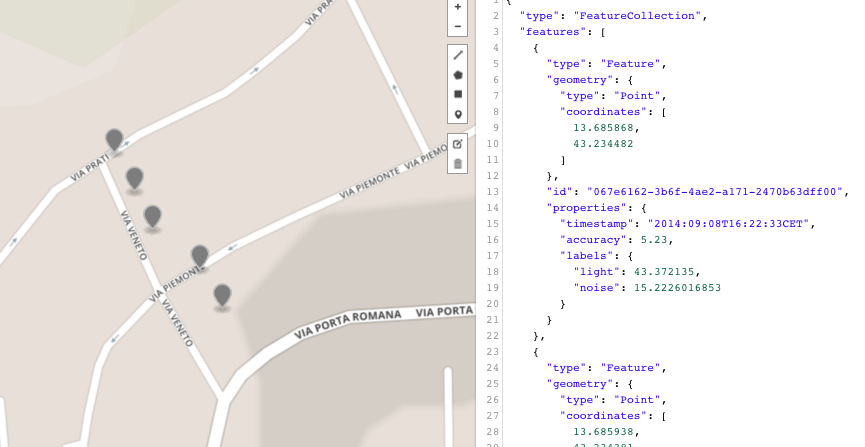 VIA PRA
VIA PRATI
VIA VENETO
VIA PIEMONTE
VIA PIEMO
VIA PIEMONT
VIA VENETO
VIA PORTA ROMANA
VIA PORTA
+
−
1 {
2 "type": "FeatureCollection",
3 "features": [
4 {
5 "type": "Feature",
6 "geometry": {
7 "type": "Point",
8 "coordinates": [
9 13.685868,
10 43.234482
11 ]
12 },
13 "id": "067e6162-3b6f-4ae2-a171-2470b63dff00",
14 "properties": {
15 "timestamp": "2014:09:08T16:22:33CET",
16 "accuracy": 5.23,
17 "labels": {
18 "light": 43.372135,
19 "noise": 15.2226016853
20 }
21 }
22 },
23 {
24 "type": "Feature",
25 "geometry": {
26 "type": "Point",
27 "coordinates": [
28 13.685938,